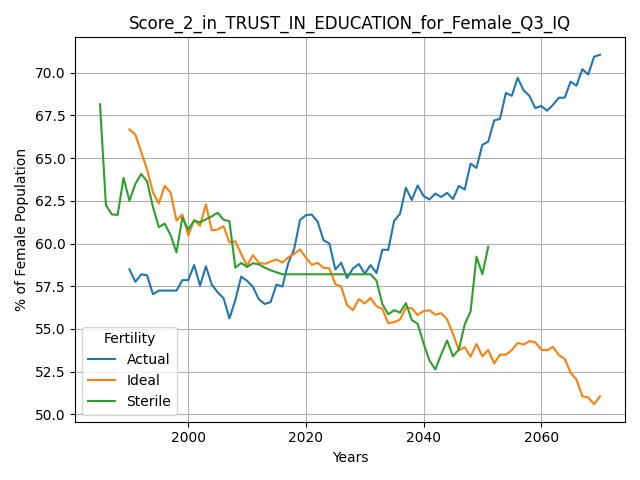 Score_2_in_TRUST_IN_EDUCATION_for_Female_Q3_IQ
% of Female Population
70.0
67.5
65.0
62.5
60.0
57.5
55.0
52.5
50.0
Fertility
Actual
Ideal
Sterile
2000 2020 2040 2060
Years